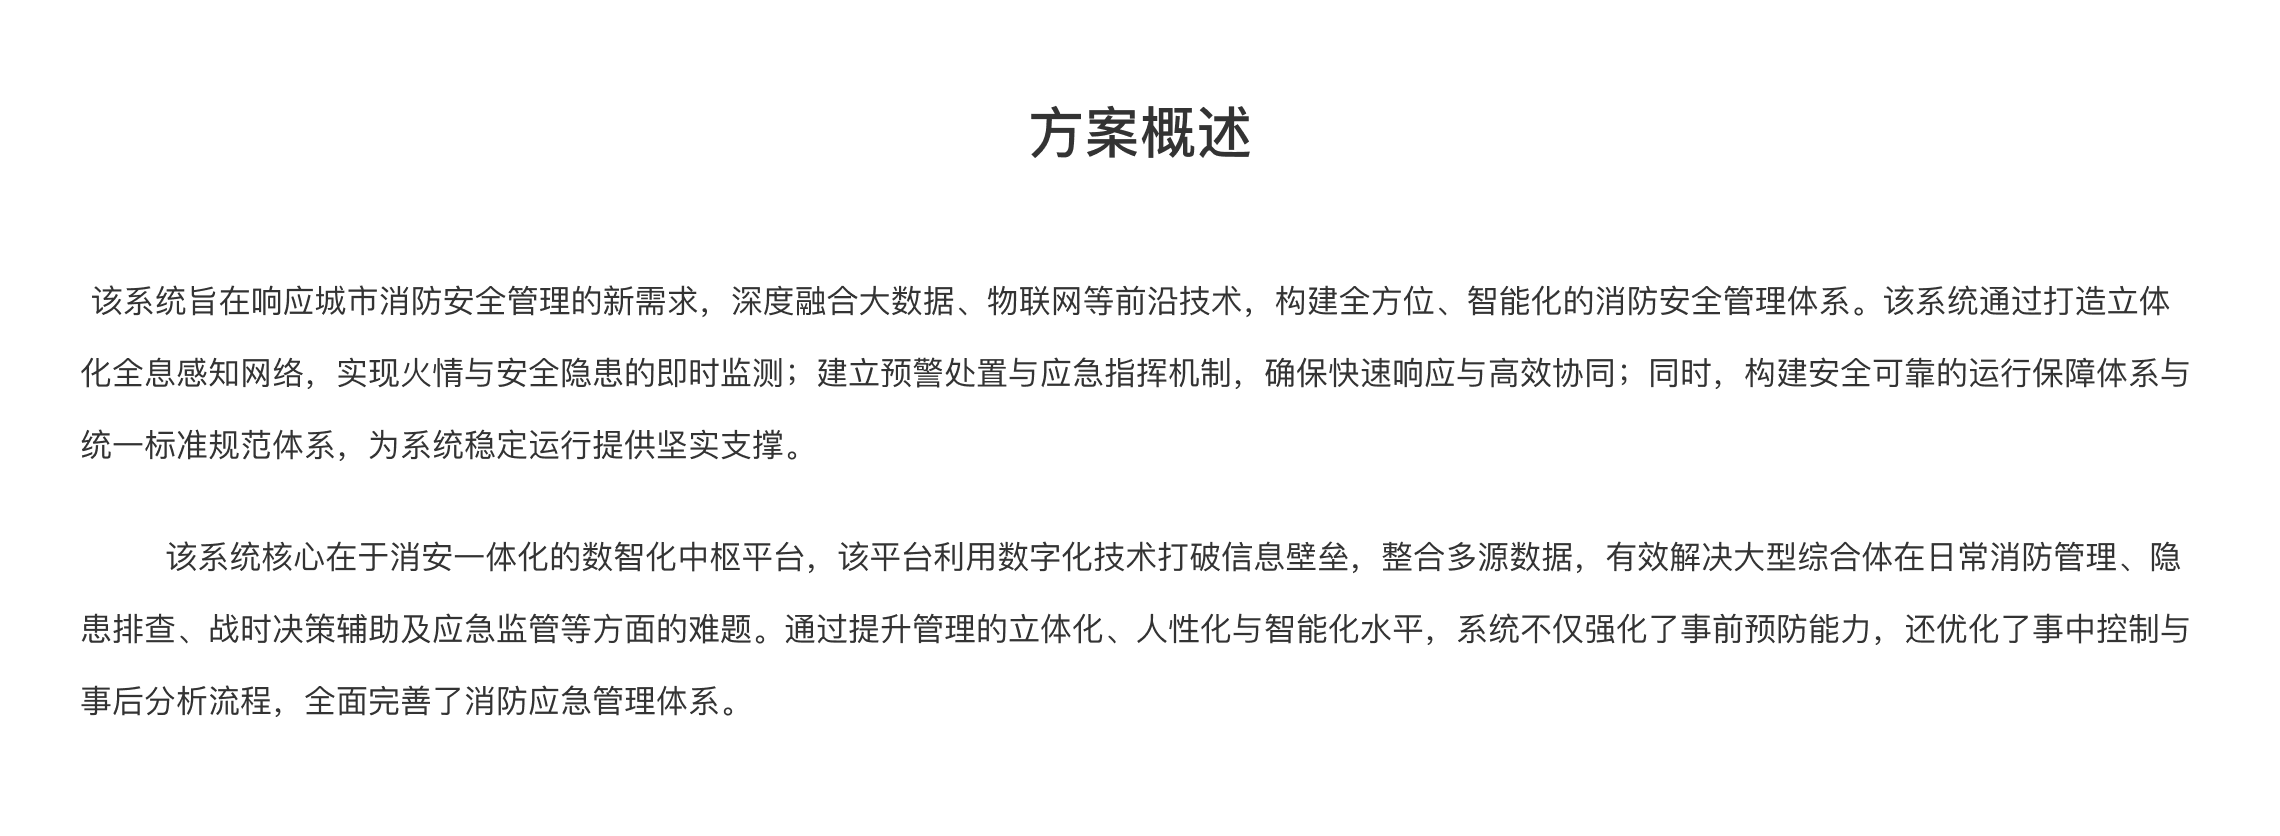 方案概述
该系统旨在响应城市消防安全管理的新需求，深度融合大数据、物联网等前沿技术，构建全方位、智能化的消防安全管理体系。该系统通过打造立体
化全息感知网络，实现火情与安全隐患的即时监测；建立预警处置与应急指挥机制，确保快速响应与高效协同；同时，构建安全可靠的运行保障体系与
统一标准规范体系，为系统稳定运行提供坚实支撑。
该系统核心在于消安一体化的数智化中枢平台，该平台利用数字化技术打破信息壁垒，整合多源数据，有效解决大型综合体在日常消防管理、隐
患排查、战时决策辅助及应急监管等方面的难题。通过提升管理的立体化、人性化与智能化水平，系统不仅强化了事前预防能力，还优化了事中控制与
事后分析流程，全面完善了消防应急管理体系。